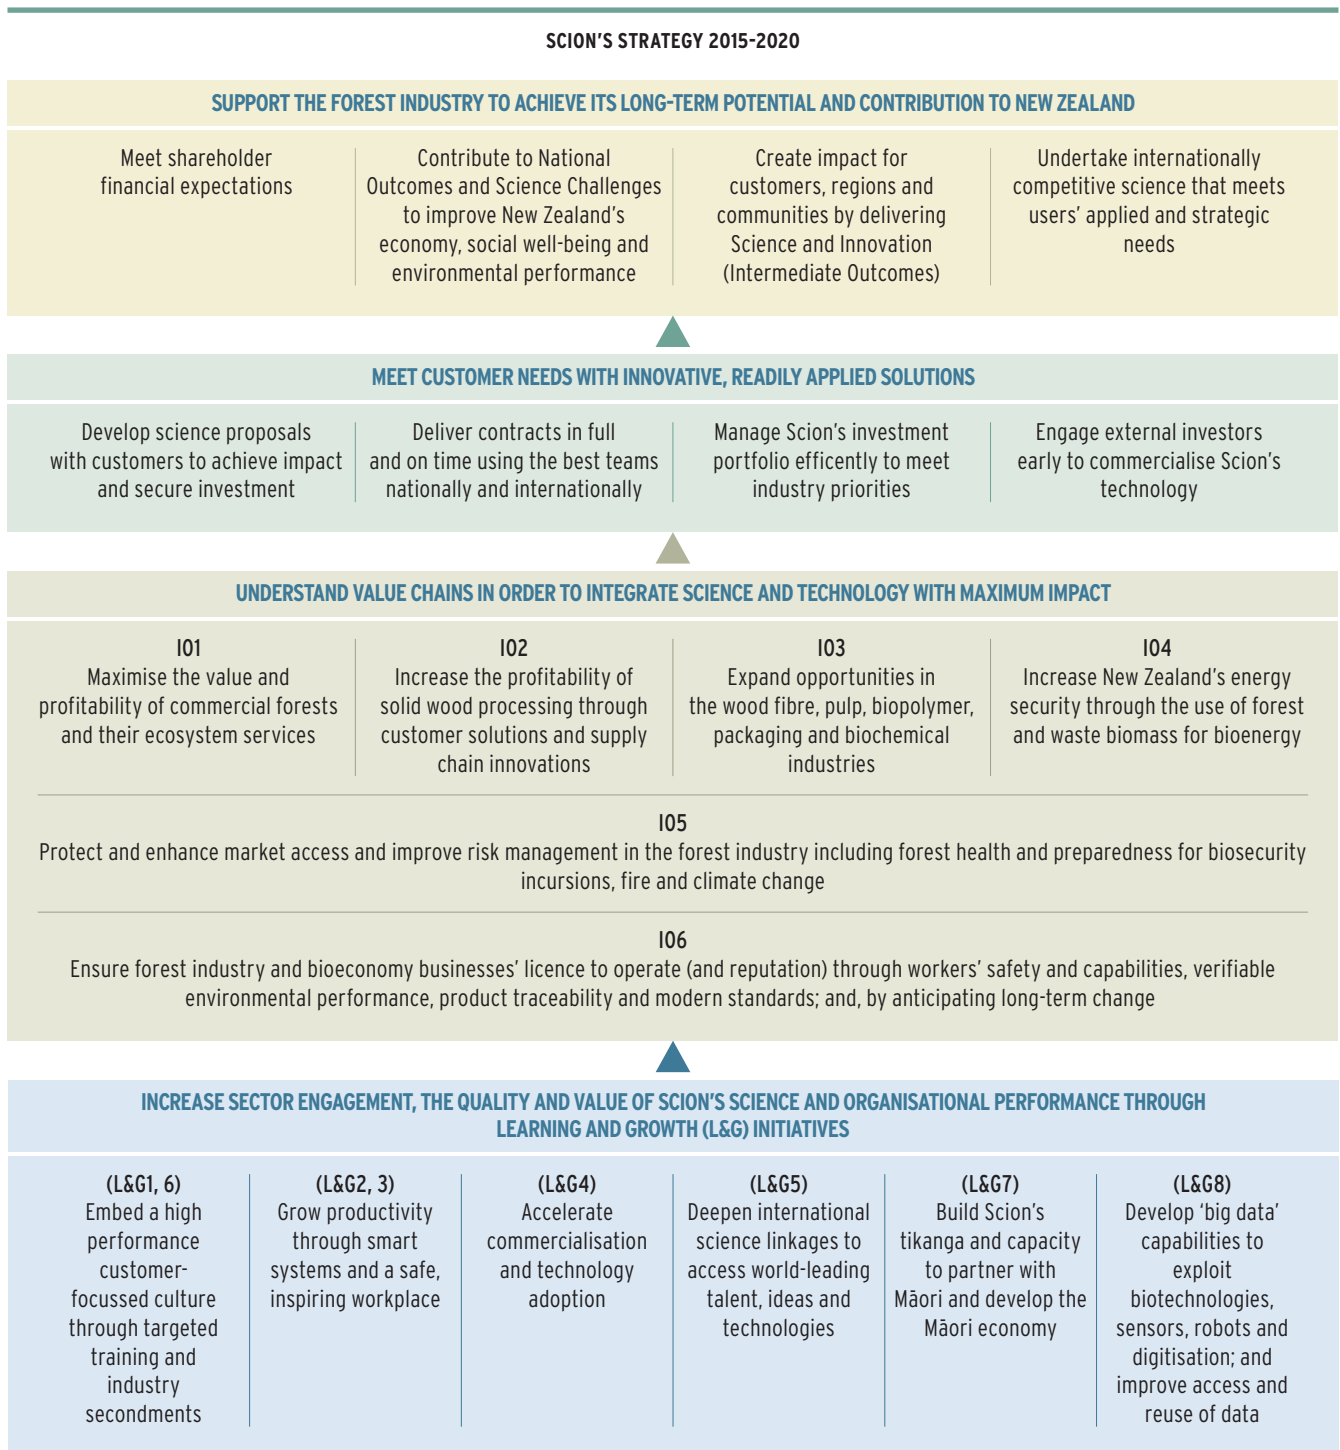 SCION'S STRATEGY 2015-2020
SUPPORT THE FOREST INDUSTRY TO ACHIEVE ITS LONG-TERM POTENTIAL AND CONTRIBUTION TO NEW ZEALAND
Meet shareholder
financial expectations
Contribute to National
Outcomes and Science Challenges
to improve New Zealand's
economy, social well-being and
environmental performance
Create impact for
customers, regions and
communities by delivering
Science and Innovation
(Intermediate Outcomes)
Undertake internationally
competitive science that meets
users' applied and strategic
needs
MEET CUSTOMER NEEDS WITH INNOVATIVE, READILY APPLIED SOLUTIONS
Develop science proposals
with customers to achieve impact
and secure investment
Deliver contracts in full
and on time using the best teams
nationally and internationally
Manage Scion's investment
portfolio efficently to meet
industry priorities
Engage external investors
early to commercialise Scion's
technology
UNDERSTAND VALUE CHAINS IN ORDER TO INTEGRATE SCIENCE AND TECHNOLOGY WITH MAXIMUM IMPACT
IO1
Maximise the value and
profitability of commercial forests
and their ecosystem services
IO2
Increase the profitability of
solid wood processing through
customer solutions and supply
chain innovations
IO3
Expand opportunities in
the wood fibre, pulp, biopolymer,
packaging and biochemical
industries
IO4
Increase New Zealand's energy
security through the use of forest
and waste biomass for bioenergy
IO5
Protect and enhance market access and improve risk management in the forest industry including forest health and preparedness for biosecurity
incursions, fire and climate change
IO6
Ensure forest industry and bioeconomy businesses' licence to operate (and reputation) through workers' safety and capabilities, verifiable
environmental performance, product traceability and modern standards; and, by anticipating long-term change
INCREASE SECTOR ENGAGEMENT, THE QUALITY AND VALUE OF SCION'S SCIENCE AND ORGANISATIONAL PERFORMANCE THROUGH
LEARNING AND GROWTH (L&G) INITIATIVES
(L&G1, 6)
Embed a high
performance
customer-
focussed culture
through targeted
training and
industry
secondments
(L&G2, 3)
Grow productivity
through smart
systems and a safe,
inspiring workplace
(L&G4)
Accelerate
commercialisation
and technology
adoption
(L&G5)
Deepen international
science linkages to
access world-leading
talent, ideas and
technologies
(L&G7)
Build Scion's
tikanga and capacity
to partner with
Māori and develop the
Māori economy
(L&G8)
Develop 'big data'
capabilities to
exploit
biotechnologies,
sensors, robots and
digitisation; and
improve access and
reuse of data